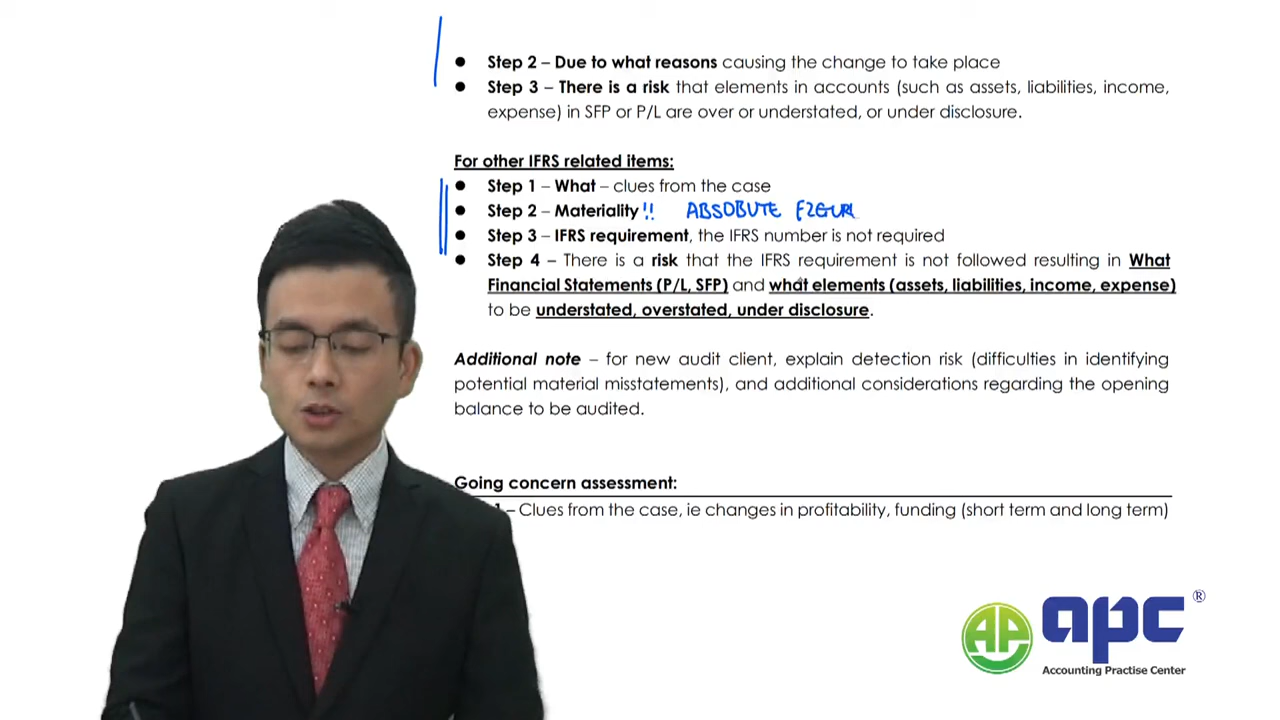 ● Step 2 – Due to what reasons causing the change to take place
● Step 3 – There is a risk that elements in accounts (such as assets, liabilities, income,
expense) in SFP or P/L are over or understated, or under disclosure.
For other IFRS related items:
● Step 1 – What – clues from the case
● Step 2 – Materiality !! ABSOBUTE
● Step 3 – IFRS requirement, the IFRS number is not required
● Step 4 – There is a risk that the IFRS requirement is not followed resulting in What
Financial Statements (P/L, SFP) and what elements (assets, liabilities, income, expense)
to be understated, overstated, under disclosure.
Additional note – for new audit client, explain detection risk (difficulties in identifying
potential material misstatements), and additional considerations regarding the opening
balance to be audited.
Going concern assessment:
1 – Clues from the case, ie changes in profitability, funding (short term and long term)
AP
apc®
Accounting Practise Center